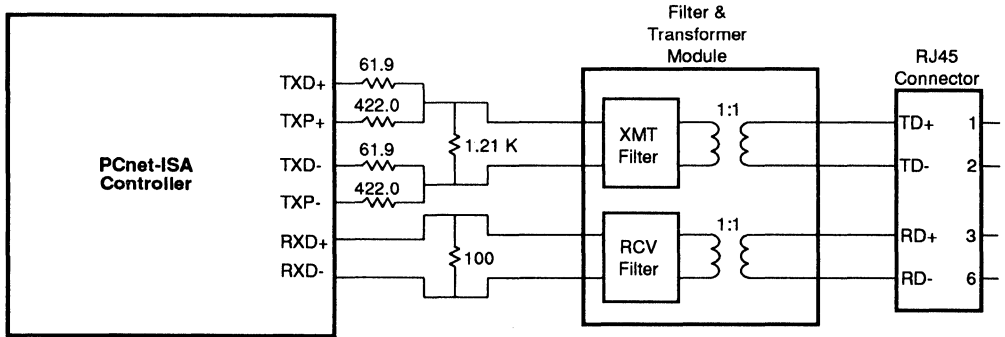 Filter &
Transformer
Module
RJ45
Connector
PCnet-ISA
Controller
TXD+
61.9
TXP+
422.0
TXD-
61.9
TXP-
422.0
1.21 K
RXD+
RXD-
100
XMT
Filter
1:1
RCV
Filter
1:1
TD+ 1
TD- 2
RD+ 3
RD- 6